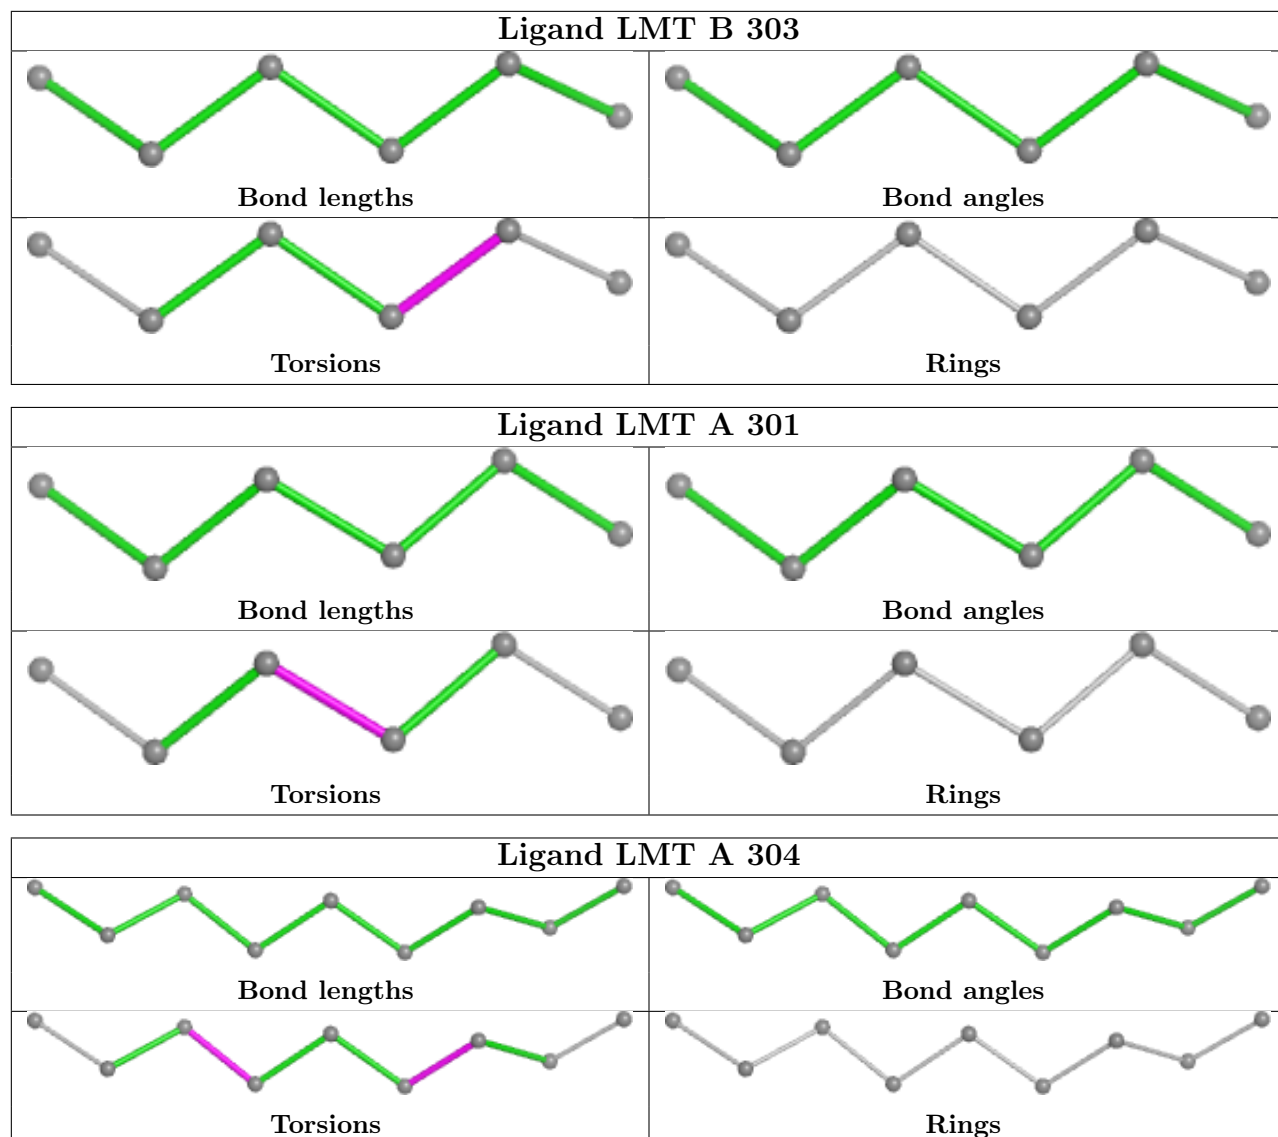 Ligand LMT B 303
Bond lengths Bond angles
Torsions Rings
Ligand LMT A 301
Bond lengths Bond angles
Torsions Rings
Ligand LMT A 304
Bond lengths Bond angles
Torsions Rings